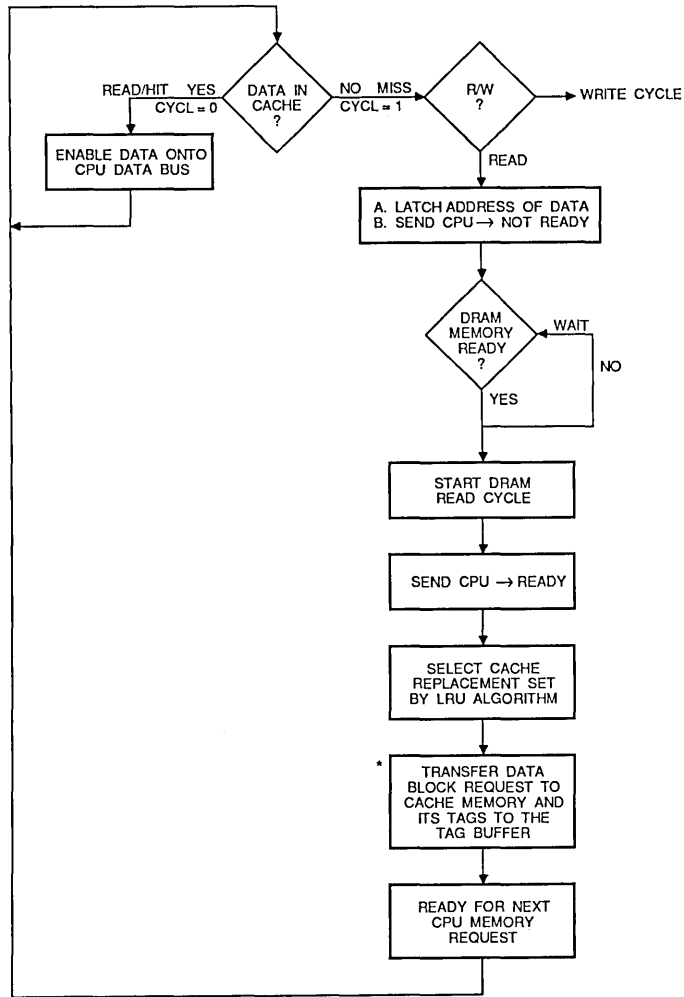 READ/HIT YES
CYCL = 0
DATA IN
CACHE
?
NO MISS
CYCL = 1
R/W
?
WRITE CYCLE
ENABLE DATA ONTO
CPU DATA BUS
READ
A. LATCH ADDRESS OF DATA
B. SEND CPU → NOT READY
DRAM
MEMORY
READY
?
WAIT
NO
YES
START DRAM
READ CYCLE
SEND CPU → READY
SELECT CACHE
REPLACEMENT SET
BY LRU ALGORITHM
*
TRANSFER DATA
BLOCK REQUEST TO
CACHE MEMORY AND
ITS TAGS TO THE
TAG BUFFER
READY FOR NEXT
CPU MEMORY
REQUEST